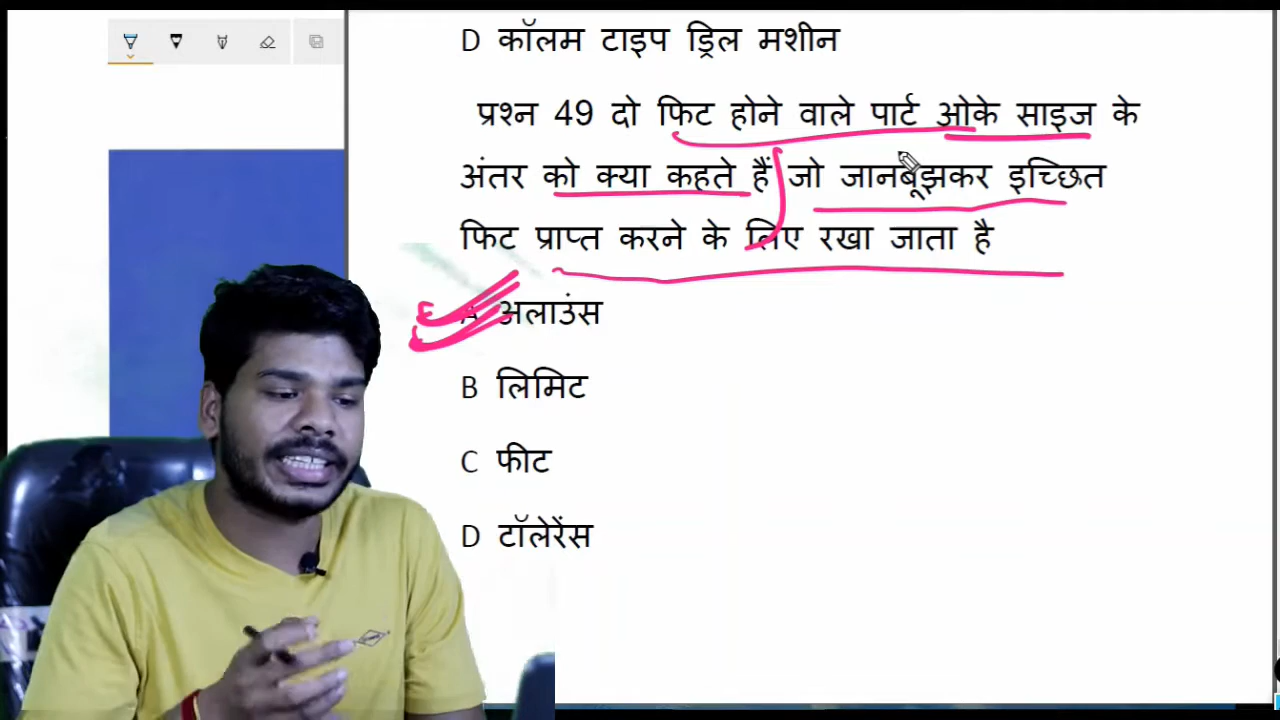 D कॉलम टाइप ड्रिल मशीन
प्रश्न 49 दो फिट होने वाले पार्ट ओके साइज के
अंतर को क्या कहते हैं जो जानबूझकर इच्छित
फिट प्राप्त करने के लिए रखा जाता है
A अलाउंस
B लिमिट
C फीट
D टॉलेरेंस